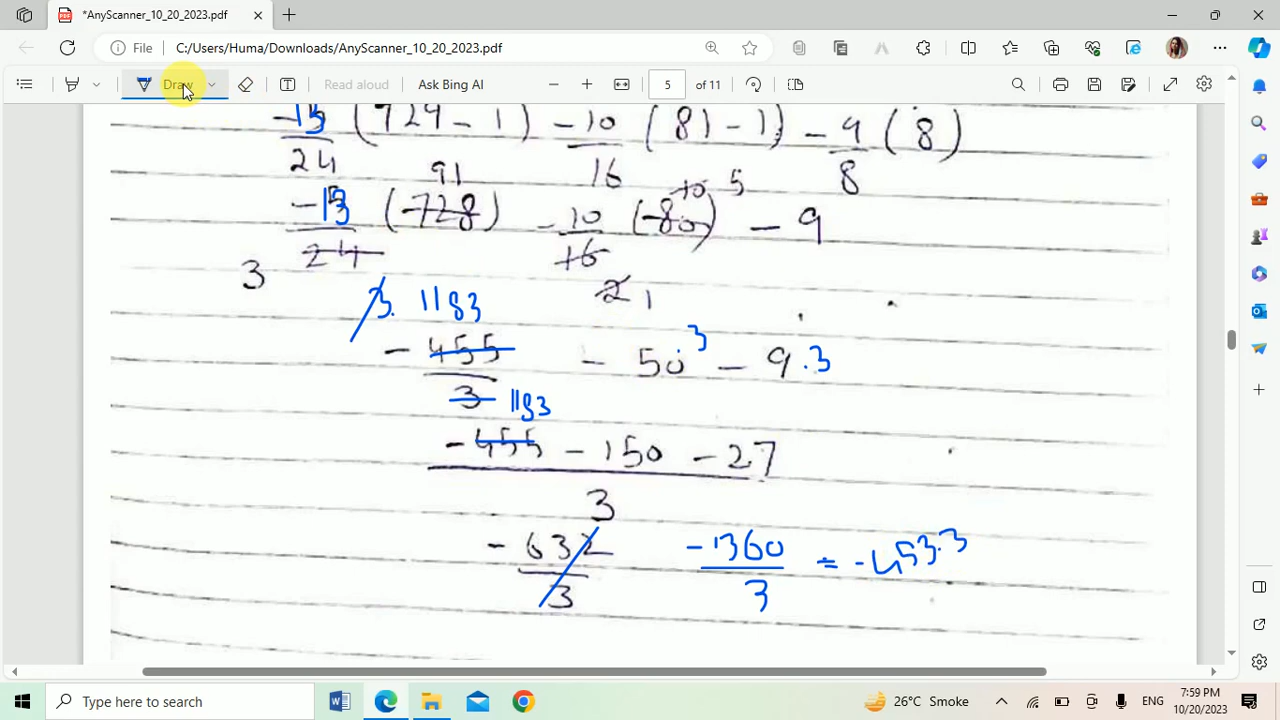 *AnyScanner_10_20_2023.pdf
File C:/Users/Huma/Downloads/AnyScanner_10_20_2023.pdf
Draw Read aloud Ask Bing AI 5 of 11
-13/24 (729 - 1) - 10/16 (81 - 1) - 9/8 (8)
91 +0 5
-13/24 (-728) - 10/16 (-80) - 9
3 2 1
3. 1183
- 455/3 - 50 3 - 9.3
1183
-455 - 150 - 27
3
- 632/3 -1360/3 = -453.3
Type here to search
26°C Smoke ENG 7:59 PM
10/20/2023